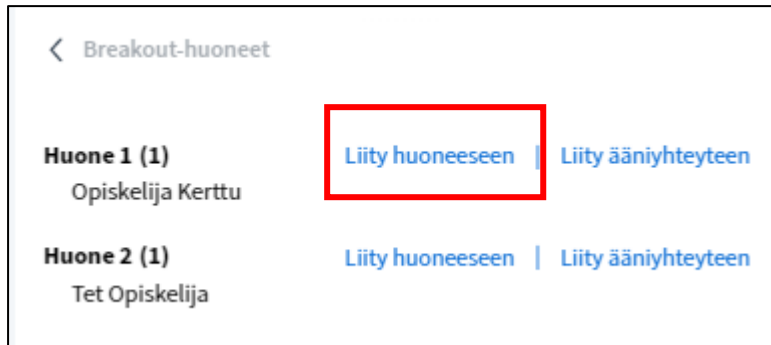 Breakout-huoneet
Huone 1 (1) Liity huoneeseen | Liity ääniyhteyteen
Opiskelija Kerttu
Huone 2 (1) Liity huoneeseen | Liity ääniyhteyteen
Tet Opiskelija